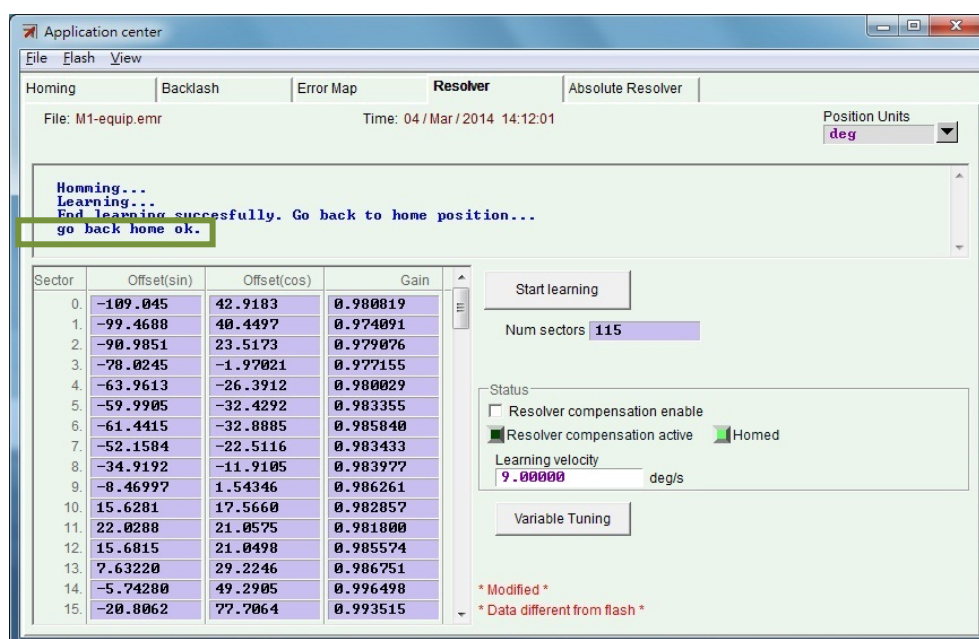 Application center
File Flash View
Homing Backlash Error Map Resolver Absolute Resolver
File: M1-equip.emr Time: 04 / Mar / 2014 14:12:01 Position Units
deg
Homming...
Learning...
End learning succesfully. Go back to home position...
go back home ok.
Sector Offset(sin) Offset(cos) Gain
0. -109.045 42.9183 0.980819
1. -99.4688 40.4497 0.974091
2. -90.9851 23.5173 0.979076
3. -78.0245 -1.97021 0.977155
4. -63.9613 -26.3912 0.980029
5. -59.9905 -32.4292 0.983355
6. -61.4415 -32.8885 0.985840
7. -52.1584 -22.5116 0.983433
8. -34.9192 -11.9105 0.983977
9. -8.46997 1.54346 0.986261
10. 15.6281 17.5660 0.982857
11. 22.0288 21.0575 0.981800
12. 15.6815 21.0498 0.985574
13. 7.63220 29.2246 0.986751
14. -5.74280 49.2905 0.996498
15. -20.8062 77.7064 0.993515
Start learning
Num sectors 115
Status
Resolver compensation enable
Resolver compensation active Homed
Learning velocity
9.00000 deg/s
Variable Tuning
* Modified *
* Data different from flash *